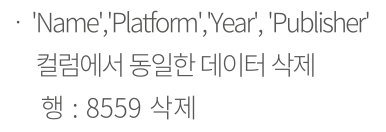 · 'Name','Platform','Year', 'Publisher'
컬럼에서 동일한 데이터 삭제
행 : 8559 삭제